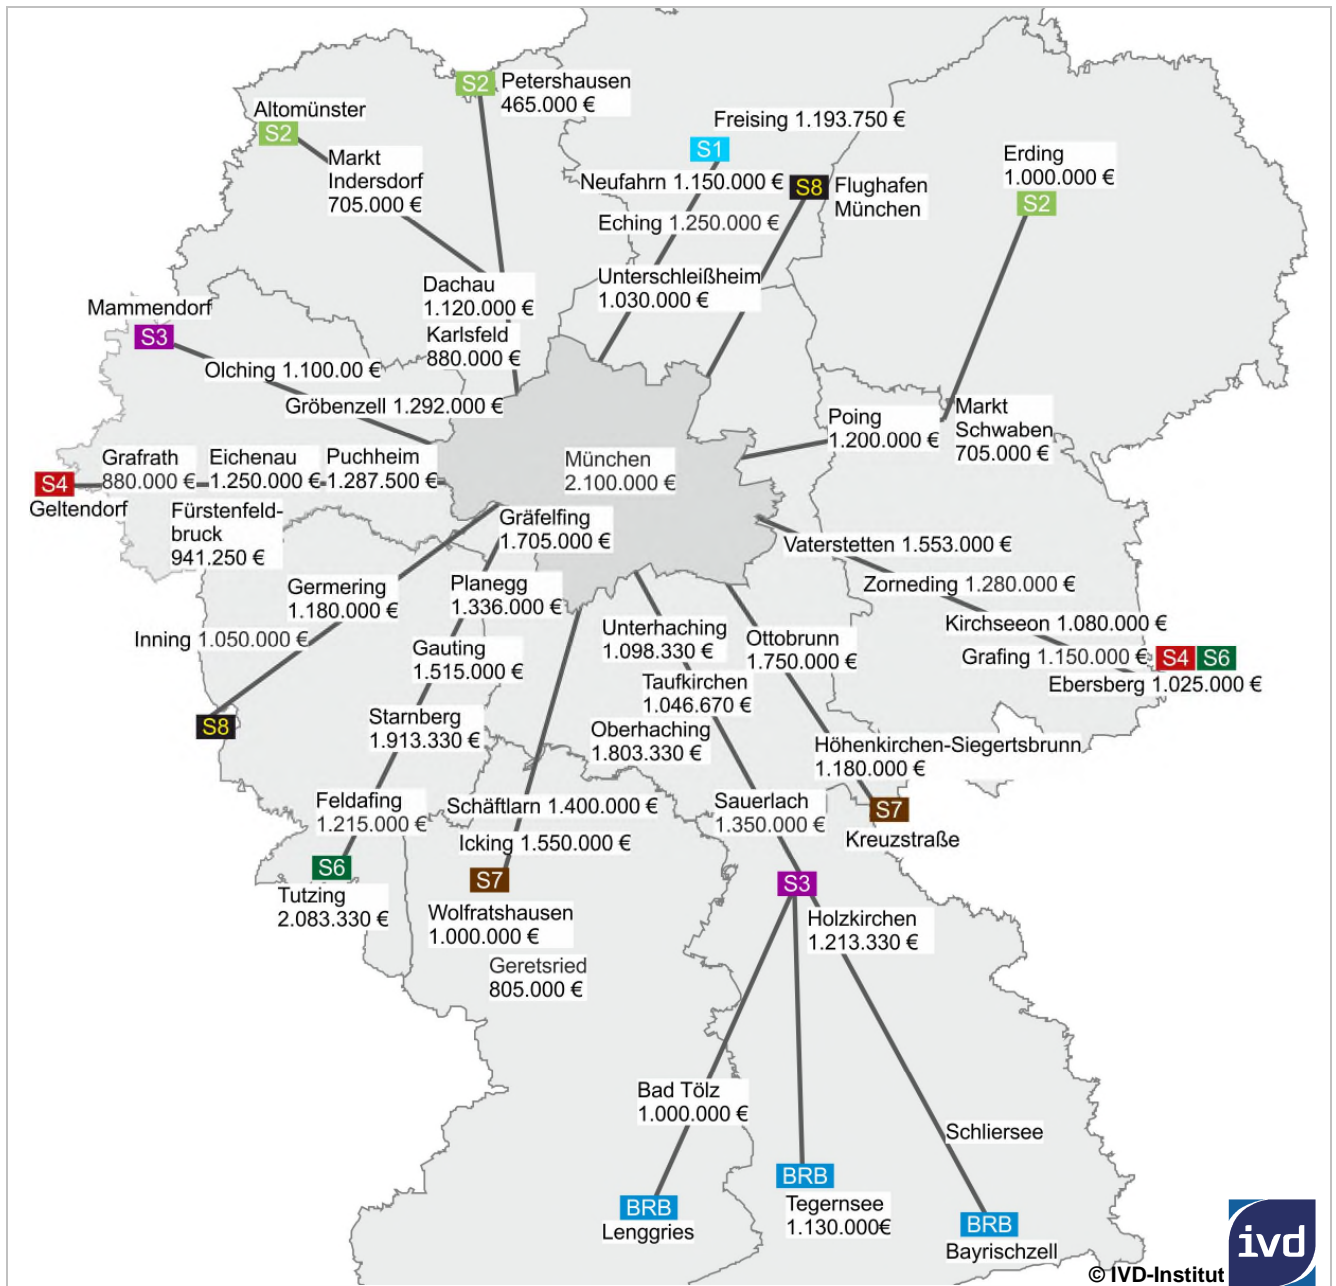 S2
Petershausen
465.000 €
Altomünster
S2
Markt
Indersdorf
705.000 €
Freising 1.193.750 €
S1
Neufahrn 1.150.000 €
S8
Flughafen
München
Eching 1.250.000 €
Unterschleißheim
1.030.000 €
Erding
1.000.000 €
S2
Dachau
1.120.000 €
Karlsfeld
880.000 €
Mammendorf
S3
Olching 1.100.00 €
Gröbenzell 1.292.000 €
Poing
1.200.000 €
Markt
Schwaben
705.000 €
S4
Geltendorf
Grafrath
880.000 €
Eichenau
1.250.000 €
Puchheim
1.287.500 €
Fürstenfeld-
bruck
941.250 €
München
2.100.000 €
Gräfelfing
1.705.000 €
Germering
1.180.000 €
Planegg
1.336.000 €
Inning 1.050.000 €
Gauting
1.515.000 €
S8
Starnberg
1.913.330 €
Feldafing
1.215.000 €
S6
Tutzing
2.083.330 €
Vaterstetten 1.553.000 €
Zorneding 1.280.000 €
Kirchseeon 1.080.000 €
Grafing 1.150.000 €
S4 S6
Ebersberg 1.025.000 €
Unterhaching
1.098.330 €
Ottobrunn
1.750.000 €
Taufkirchen
1.046.670 €
Oberhaching
1.803.330 €
Höhenkirchen-Siegertsbrunn
1.180.000 €
S7
Kreuzstraße
Schäftlarn 1.400.000 €
Icking 1.550.000 €
S7
Wolfratshausen
1.000.000 €
Geretsried
805.000 €
Sauerlach
1.350.000 €
S3
Holzkirchen
1.213.330 €
Bad Tölz
1.000.000 €
BRB
Lenggries
BRB
Tegernsee
1.130.000€
Schliersee
BRB
Bayrischzell
ivd
© IVD-Institut